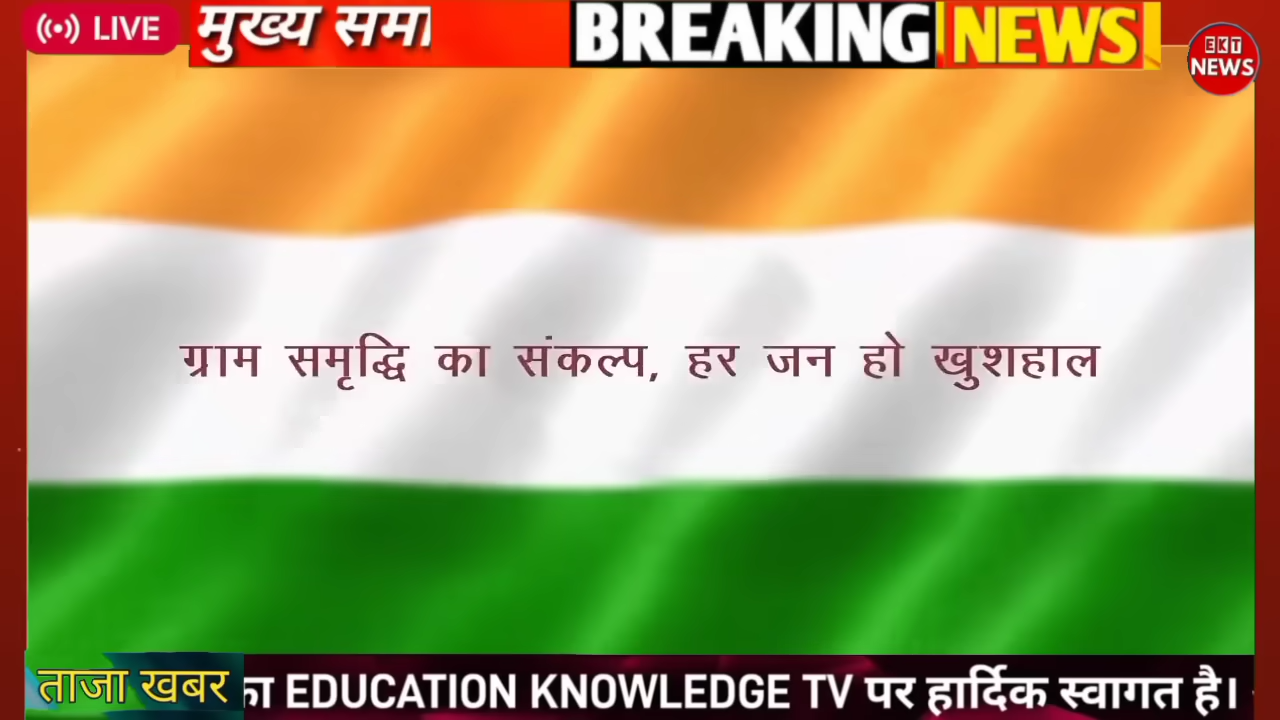 LIVE
मुख्य समा
BREAKING NEWS
EKT
NEWS
ग्राम समृद्धि का संकल्प, हर जन हो खुशहाल
ताजा खबर
का EDUCATION KNOWLEDGE TV पर हार्दिक स्वागत है।